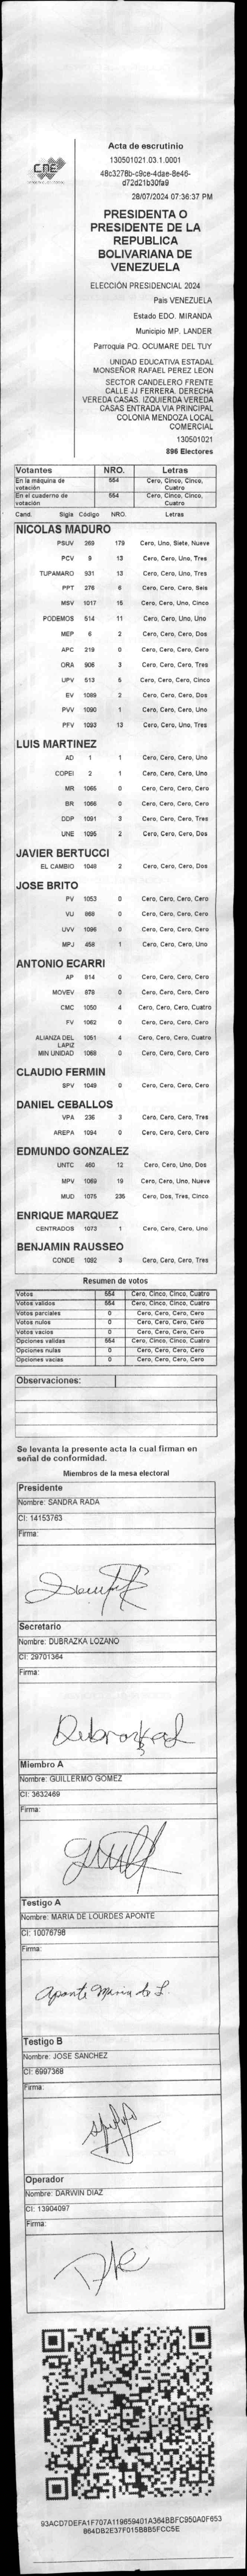 CNE
Acta de escrutinio
130501021.03.1.0001
48c3278b-c9ce-4dae-8e46-
d72d21b30fa9
28/07/2024 07:36:37 PM
PRESIDENTA O
PRESIDENTE DE LA
REPUBLICA
BOLIVARIANA DE
VENEZUELA
ELECCIÓN PRESIDENCIAL 2024
Pais VENEZUELA
Estado EDO. MIRANDA
Municipio MP. LANDER
Parroquia PQ. OCUMARE DEL TUY
UNIDAD EDUCATIVA ESTADAL
MONSEÑOR RAFAEL PEREZ LEON
SECTOR CANDELERO FRENTE
CALLE JJ FERRERA. DERECHA
VEREDA CASAS. IZQUIERDA VEREDA
CASAS ENTRADA VIA PRINCIPAL
COLONIA MENDOZA LOCAL
COMERCIAL
130501021
896 Electores
Votantes NRO. Letras
En la máquina de votación 554 Cero, Cinco, Cinco, Cuatro
En el cuaderno de votación 554 Cero, Cinco, Cinco, Cuatro
Cand. Sigla Código NRO. Letras
NICOLAS MADURO
PSUV 269 179 Cero, Uno, Siete, Nueve
PCV 9 13 Cero, Cero, Uno, Tres
TUPAMARO 931 13 Cero, Cero, Uno, Tres
PPT 276 6 Cero, Cero, Cero, Seis
MSV 1017 15 Cero, Cero, Uno, Cinco
PODEMOS 514 11 Cero, Cero, Uno, Uno
MEP 6 2 Cero, Cero, Cero, Dos
APC 219 0 Cero, Cero, Cero, Cero
ORA 906 3 Cero, Cero, Cero, Tres
UPV 513 5 Cero, Cero, Cero, Cinco
EV 1089 2 Cero, Cero, Cero, Dos
PVV 1090 1 Cero, Cero, Cero, Uno
PFV 1093 13 Cero, Cero, Uno, Tres
LUIS MARTINEZ
AD 1 1 Cero, Cero, Cero, Uno
COPEI 2 1 Cero, Cero, Cero, Uno
MR 1065 0 Cero, Cero, Cero, Cero
BR 1066 0 Cero, Cero, Cero, Cero
DDP 1091 3 Cero, Cero, Cero, Tres
UNE 1095 2 Cero, Cero, Cero, Dos
JAVIER BERTUCCI
EL CAMBIO 1048 2 Cero, Cero, Cero, Dos
JOSE BRITO
PV 1053 0 Cero, Cero, Cero, Cero
VU 868 0 Cero, Cero, Cero, Cero
UVV 1096 0 Cero, Cero, Cero, Cero
MPJ 458 1 Cero, Cero, Cero, Uno
ANTONIO ECARRI
AP 814 0 Cero, Cero, Cero, Cero
MOVEV 879 0 Cero, Cero, Cero, Cero
CMC 1050 4 Cero, Cero, Cero, Cuatro
FV 1062 0 Cero, Cero, Cero, Cero
ALIANZA DEL LAPIZ 1051 4 Cero, Cero, Cero, Cuatro
MIN UNIDAD 1068 0 Cero, Cero, Cero, Cero
CLAUDIO FERMIN
SPV 1049 0 Cero, Cero, Cero, Cero
DANIEL CEBALLOS
VPA 236 3 Cero, Cero, Cero, Tres
AREPA 1094 0 Cero, Cero, Cero, Cero
EDMUNDO GONZALEZ
UNTC 460 12 Cero, Cero, Uno, Dos
MPV 1069 19 Cero, Cero, Uno, Nueve
MUD 1075 235 Cero, Dos, Tres, Cinco
ENRIQUE MARQUEZ
CENTRADOS 1073 1 Cero, Cero, Cero, Uno
BENJAMIN RAUSSEO
CONDE 1092 3 Cero, Cero, Cero, Tres
Resumen de votos
Votos 554 Cero, Cinco, Cinco, Cuatro
Votos validos 554 Cero, Cinco, Cinco, Cuatro
Votos parciales 0 Cero, Cero, Cero, Cero
Votos nulos 0 Cero, Cero, Cero, Cero
Votos vacios 0 Cero, Cero, Cero, Cero
Opciones validas 554 Cero, Cinco, Cinco, Cuatro
Opciones nulas 0 Cero, Cero, Cero, Cero
Opciones vacias 0 Cero, Cero, Cero, Cero
Observaciones:
Se levanta la presente acta la cual firman en
señal de conformidad.
Miembros de la mesa electoral
Presidente
Nombre: SANDRA RADA
CI: 14153763
Firma:
Secretario
Nombre: DUBRAZKA LOZANO
CI: 29701364
Firma:
Miembro A
Nombre: GUILLERMO GOMEZ
CI: 3632469
Firma:
Testigo A
Nombre: MARIA DE LOURDES APONTE
CI: 10076798
Firma:
Aponte Maria de L.
Testigo B
Nombre: JOSE SANCHEZ
CI: 6997368
Firma:
Operador
Nombre: DARWIN DIAZ
CI: 13904097
Firma:
93ACD7DEFA1F707A119659401A364BBFC950A0F653
864DB2E37F015B8B5FCC5E